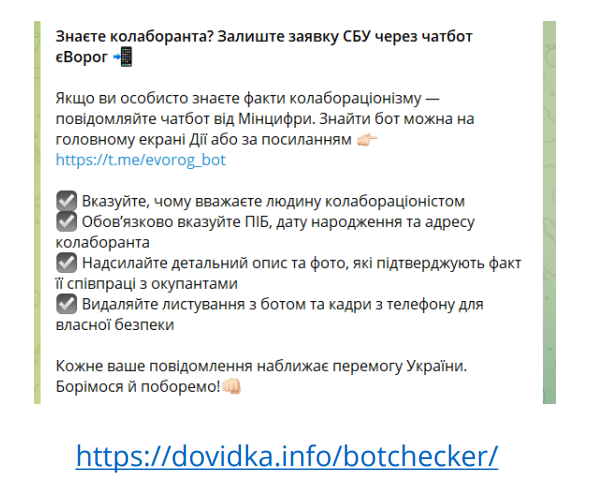 Знаєте колаборанта? Залиште заявку СБУ через чатбот
єВорог 📲
Якщо ви особисто знаєте факти колабораціонізму —
повідомляйте чатбот від Мінцифри. Знайти бот можна на
головному екрані Дії або за посиланням 👉🏻
https://t.me/evorog_bot
☑️ Вказуйте, чому вважаєте людину колабораціоністом
☑️ Обов’язково вказуйте ПІБ, дату народження та адресу
колаборанта
☑️ Надсилайте детальний опис та фото, які підтверджують факт
її співпраці з окупантами
☑️ Видаляйте листування з ботом та кадри з телефону для
власної безпеки
Кожне ваше повідомлення наближає перемогу України.
Борімося й поборемо!👊🏻
https://dovidka.info/botchecker/